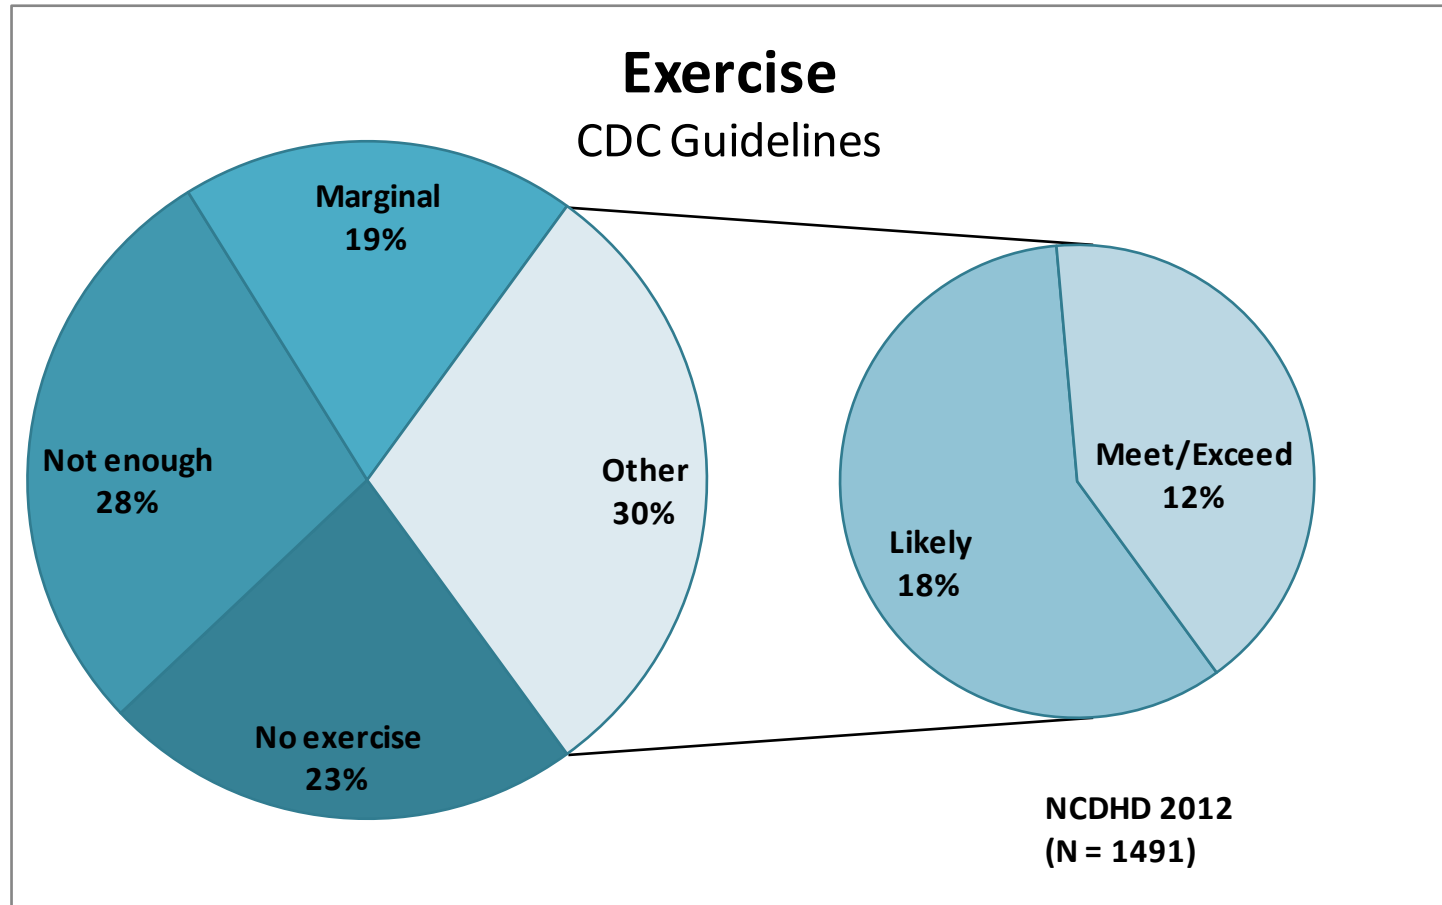 Exercise
CDC Guidelines
Marginal
19%
Not enough
28%
Other
30%
No exercise
23%
Meet/Exceed
12%
Likely
18%
NCDHD 2012
(N = 1491)